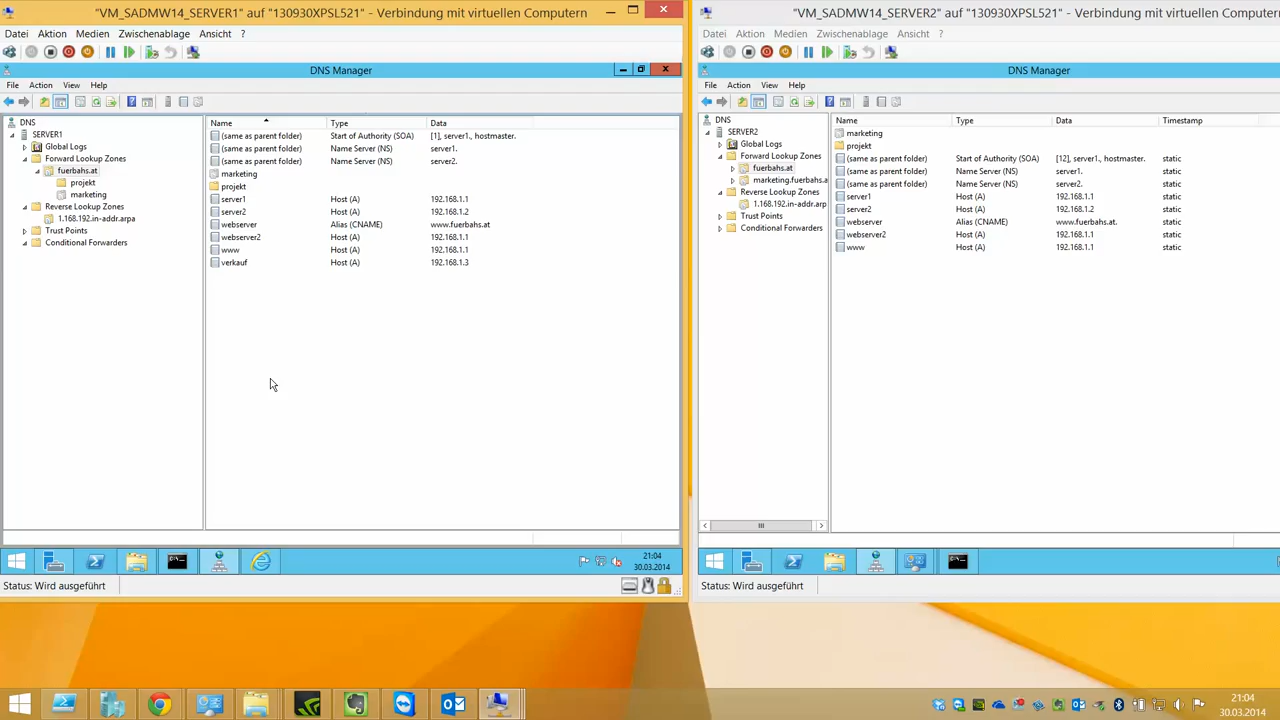 "VM_SADMW14_SERVER1" auf "130930XPSL521" - Verbindung mit virtuellen Computern
Datei Aktion Medien Zwischenablage Ansicht ?
DNS Manager
File Action View Help
DNS
SERVER1
Global Logs
Forward Lookup Zones
fuerbahs.at
projekt
marketing
Reverse Lookup Zones
1.168.192.in-addr.arpa
Trust Points
Conditional Forwarders
Name Type Data
(same as parent folder) Start of Authority (SOA) [1], server1., hostmaster.
(same as parent folder) Name Server (NS) server1.
(same as parent folder) Name Server (NS) server2.
marketing
projekt
server1 Host (A) 192.168.1.1
server2 Host (A) 192.168.1.2
webserver Alias (CNAME) www.fuerbahs.at
webserver2 Host (A) 192.168.1.1
www Host (A) 192.168.1.1
verkauf Host (A) 192.168.1.3
21:04
30.03.2014
Status: Wird ausgeführt
"VM_SADMW14_SERVER2" auf "130930XPSL521" - Verbindung mit virtuellen Computern
Datei Aktion Medien Zwischenablage Ansicht ?
DNS Manager
File Action View Help
DNS
SERVER2
Global Logs
Forward Lookup Zones
fuerbahs.at
marketing.fuerbahs.a
Reverse Lookup Zones
1.168.192.in-addr.arp
Trust Points
Conditional Forwarders
Name Type Data Timestamp
marketing
projekt
(same as parent folder) Start of Authority (SOA) [12], server1., hostmaster. static
(same as parent folder) Name Server (NS) server1. static
(same as parent folder) Name Server (NS) server2. static
server1 Host (A) 192.168.1.1 static
server2 Host (A) 192.168.1.2 static
webserver Alias (CNAME) www.fuerbahs.at. static
webserver2 Host (A) 192.168.1.1 static
www Host (A) 192.168.1.1 static
Status: Wird ausgeführt
21:04
30.03.2014